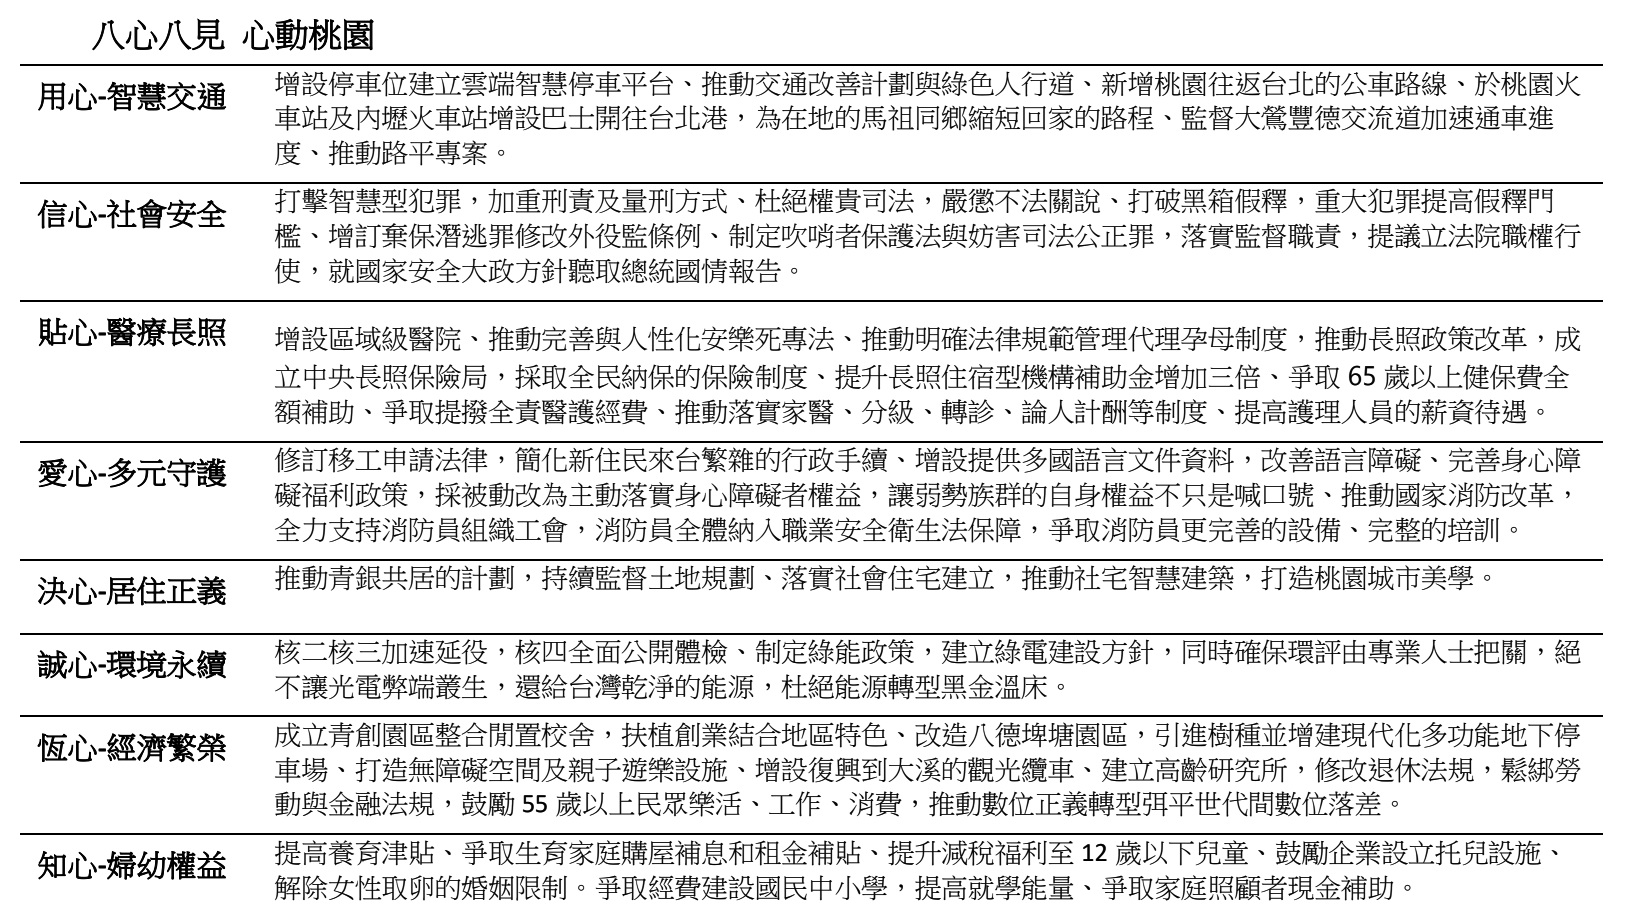 八心八見 心動桃園
用心-智慧交通
增設停車位建立雲端智慧停車平台、推動交通改善計劃與綠色人行道、新增桃園往返台北的公車路線、於桃園火
車站及內壢火車站增設巴士開往台北港，為在地的馬祖同鄉縮短回家的路程、監督大鶯豐德交流道加速通車進
度、推動路平專案。
信心-社會安全
打擊智慧型犯罪，加重刑責及量刑方式、杜絕權貴司法，嚴懲不法關說、打破黑箱假釋，重大犯罪提高假釋門
檻、增訂棄保潛逃罪修改外役監條例、制定吹哨者保護法與妨害司法公正罪，落實監督職責，提議立法院職權行
使，就國家安全大政方針聽取總統國情報告。
貼心-醫療長照
增設區域級醫院、推動完善與人性化安樂死專法、推動明確法律規範管理代理孕母制度，推動長照政策改革，成
立中央長照保險局，採取全民納保的保險制度、提升長照住宿型機構補助金增加三倍、爭取 65 歲以上健保費全
額補助、爭取提撥全責醫護經費、推動落實家醫、分級、轉診、論人計酬等制度、提高護理人員的薪資待遇。
愛心-多元守護
修訂移工申請法律，簡化新住民來台繁雜的行政手續、增設提供多國語言文件資料，改善語言障礙、完善身心障
礙福利政策，採被動改為主動落實身心障礙者權益，讓弱勢族群的自身權益不只是喊口號、推動國家消防改革，
全力支持消防員組織工會，消防員全體納入職業安全衛生法保障，爭取消防員更完善的設備、完整的培訓。
決心-居住正義
推動青銀共居的計劃，持續監督土地規劃、落實社會住宅建立，推動社宅智慧建築，打造桃園城市美學。
誠心-環境永續
核二核三加速延役，核四全面公開體檢、制定綠能政策，建立綠電建設方針，同時確保環評由專業人士把關，絕
不讓光電弊端叢生，還給台灣乾淨的能源，杜絕能源轉型黑金溫床。
恆心-經濟繁榮
成立青創園區整合閒置校舍，扶植創業結合地區特色、改造八德埤塘園區，引進樹種並增建現代化多功能地下停
車場、打造無障礙空間及親子遊樂設施、增設復興到大溪的觀光纜車、建立高齡研究所，修改退休法規，鬆綁勞
動與金融法規，鼓勵 55 歲以上民眾樂活、工作、消費，推動數位正義轉型弭平世代間數位落差。
知心-婦幼權益
提高養育津貼、爭取生育家庭購屋補息和租金補貼、提升減稅福利至 12 歲以下兒童、鼓勵企業設立托兒設施、
解除女性取卵的婚姻限制。爭取經費建設國民中小學，提高就學能量、爭取家庭照顧者現金補助。